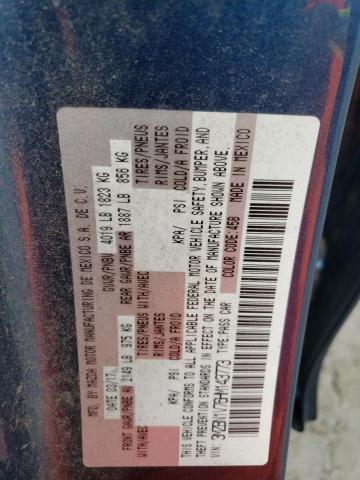 MFD. BY MAZDA MOTOR MANUFACTURING DE MEXICO S.A. DE C.V.
DATE 03/17 GVWR/PNBV 4019 LB 1823 KG
FRONT GAWR/PNBE AV 2149 LB 975 KG REAR GAWR/PNBE AR 1887 LB 856 KG
WITH/AVEC TIRES/PNEUS WITH/AVEC TIRES/PNEUS
RIMS/JANTES RIMS/JANTES
KPA/ PSI COLD/A FROID KPA/ PSI COLD/A FROID
THIS VEHICLE CONFORMS TO ALL APPLICABLE FEDERAL MOTOR VEHICLE SAFETY, BUMPER, AND
THEFT PREVENTION STANDARDS IN EFFECT ON THE DATE OF MANUFACTURE SHOWN ABOVE.
VIN: 3MZBN1V75HM143773 TYPE:PASS CAR COLOR CODE:45B MADE IN MEXICO